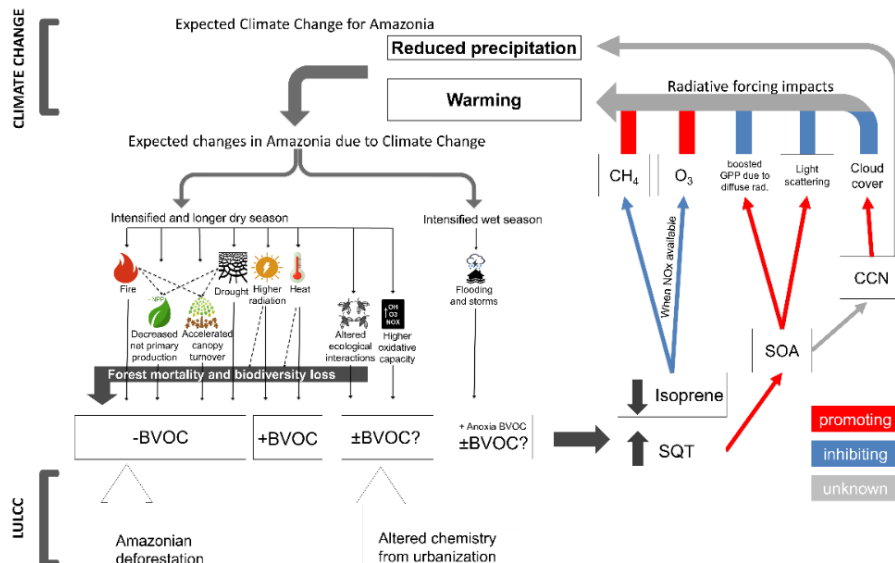 CLIMATE CHANGE
Expected Climate Change for Amazonia
Reduced precipitation
Warming
Radiative forcing impacts
Expected changes in Amazonia due to Climate Change
CH4
O3
boosted
GPP due to
diffuse rad.
Light
scattering
Cloud
cover
Intensified and longer dry season
Intensified wet season
When NOx available
Fire
Drought
Higher
radiation
Heat
Flooding
and storms
CCN
- NPP
OH
O3
NOX
Decreased
net primary
production
Accelerated
canopy
turnover
Altered
ecological
interactions
Higher
oxidative
capacity
SOA
Forest mortality and biodiversity loss
Isoprene
SQT
-BVOC
+BVOC
±BVOC?
+ Anoxia BVOC
±BVOC?
promoting
inhibiting
unknown
LULCC
Amazonian
deforestation
Altered chemistry
from urbanization